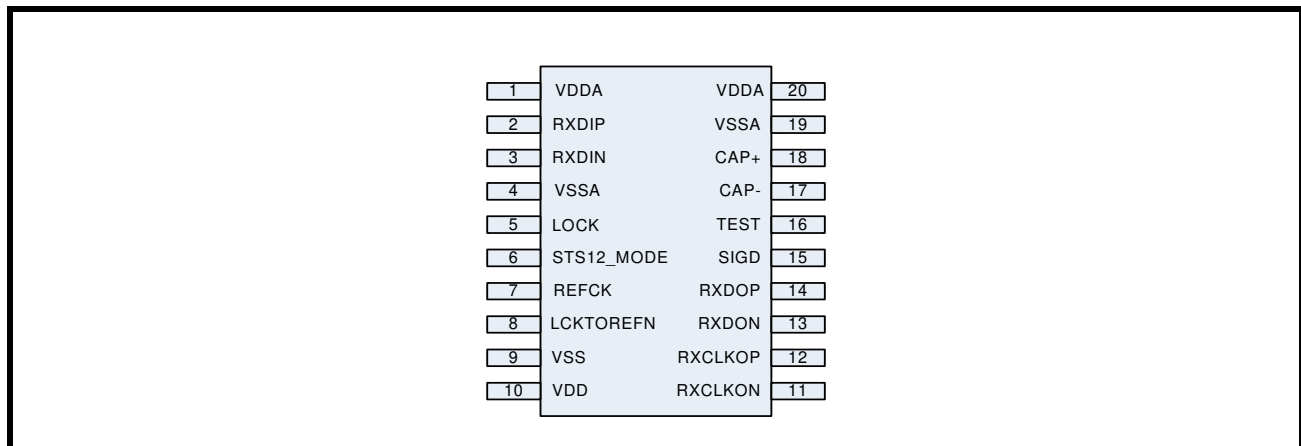 1 VDDA VDDA 20
2 RXDIP VSSA 19
3 RXDIN CAP+ 18
4 VSSA CAP- 17
5 LOCK TEST 16
6 STS12_MODE SIGD 15
7 REFCK RXDOP 14
8 LCKTOREFN RXDON 13
9 VSS RXCLKOP 12
10 VDD RXCLKON 11